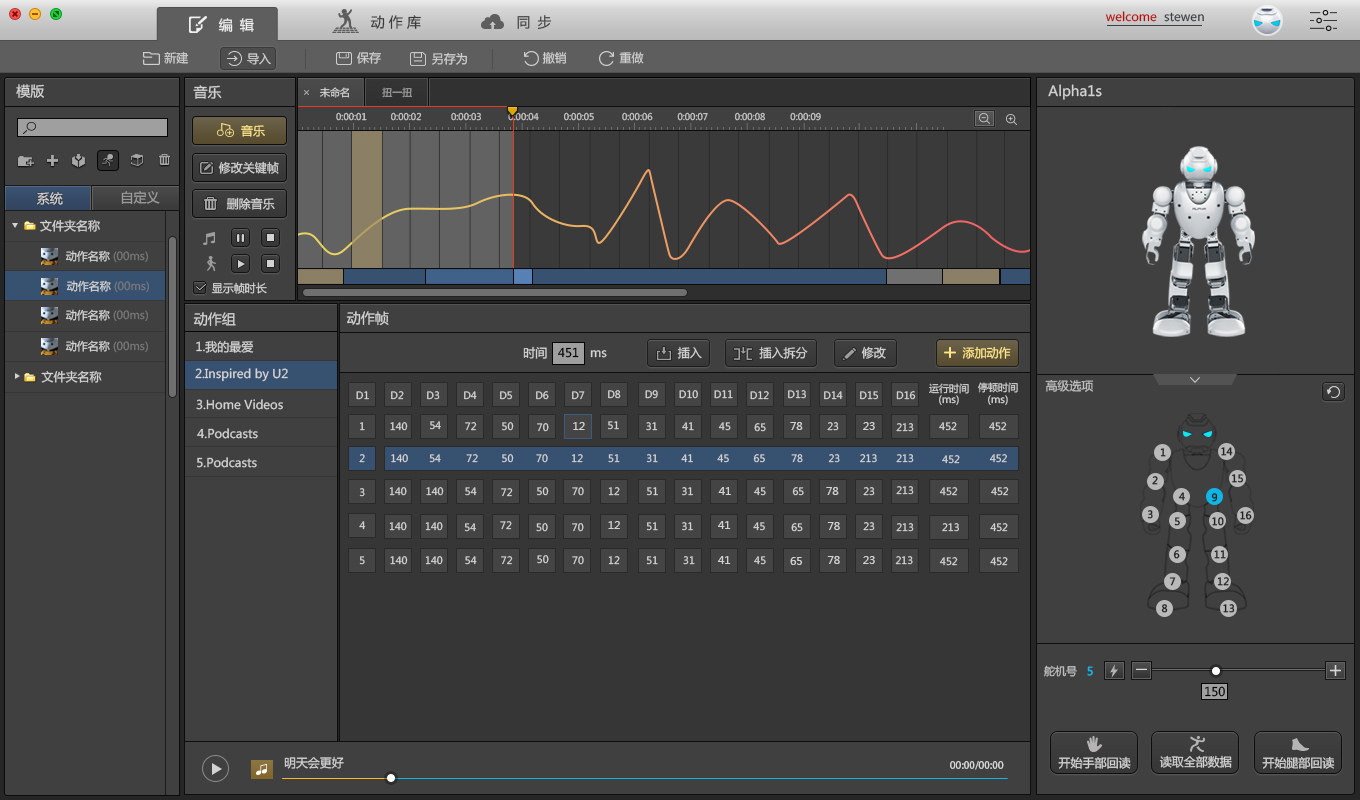 编 辑
动 作 库
同 步
welcome stewen
新建
导入
保存
另存为
撤销
重做
模版
音乐
× 未命名
扭一扭
Alpha1s
音乐
修改关键帧
删除音乐
显示帧时长
0:00:01 0:00:02 0:00:03 0:00:04 0:00:05 0:00:06 0:00:07 0:00:08 0:00:09
系统
自定义
文件夹名称
动作名称 (00ms)
动作名称 (00ms)
动作名称 (00ms)
动作名称 (00ms)
文件夹名称
动作组
1.我的最爱
2.Inspired by U2
3.Home Videos
4.Podcasts
5.Podcasts
动作帧
时间 451 ms
插入
插入拆分
修改
添加动作
D1 D2 D3 D4 D5 D6 D7 D8 D9 D10 D11 D12 D13 D14 D15 D16 运行时间(ms) 停顿时间(ms)
1 140 54 72 50 70 12 51 31 41 45 65 78 23 23 213 452 452
2 140 54 72 50 70 12 51 31 41 45 65 78 23 213 213 452 452
3 140 140 54 72 50 70 12 51 31 41 45 65 78 23 213 452 452
4 140 140 54 72 50 70 12 51 31 41 45 65 78 23 213 213 452
5 140 140 54 72 50 70 12 51 31 41 45 65 78 23 213 452 452
明天会更好
00:00/00:00
高级选项
1 14
2 15
4 9
3 5 10 16
6 11
7 12
8 13
舵机号 5
150
开始手部回读
读取全部数据
开始腿部回读